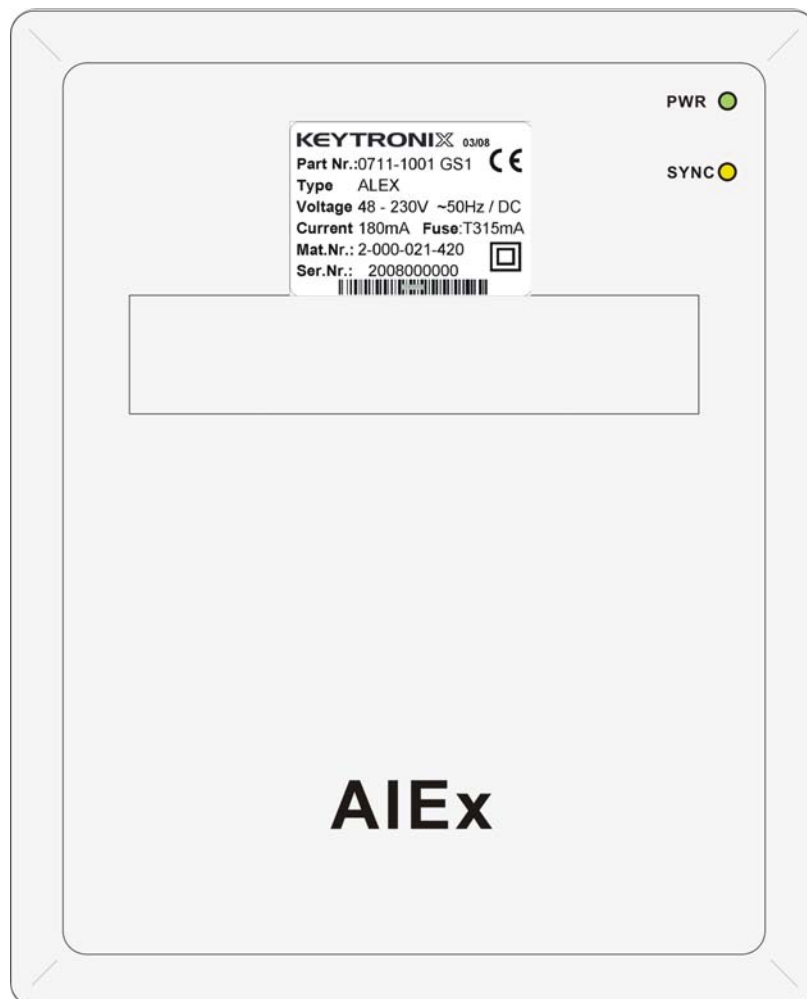 PWR
KEYTRONIX 03/08
Part Nr.:0711-1001 GS1 CE
SYNC
Type ALEX
Voltage 48 - 230V ~50Hz / DC
Current 180mA Fuse:T315mA
Mat.Nr.: 2-000-021-420
Ser.Nr.: 2008000000
AlEx